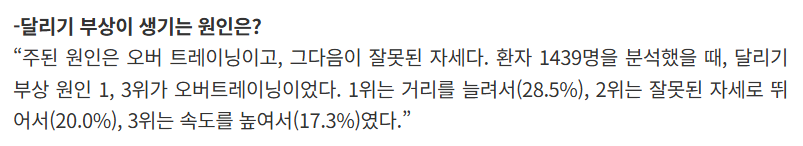 -달리기 부상이 생기는 원인은?
“주된 원인은 오버 트레이닝이고, 그다음이 잘못된 자세다. 환자 1439명을 분석했을 때, 달리기
부상 원인 1, 3위가 오버트레이닝이었다. 1위는 거리를 늘려서(28.5%), 2위는 잘못된 자세로 뛰
어서(20.0%), 3위는 속도를 높여서(17.3%)였다.”